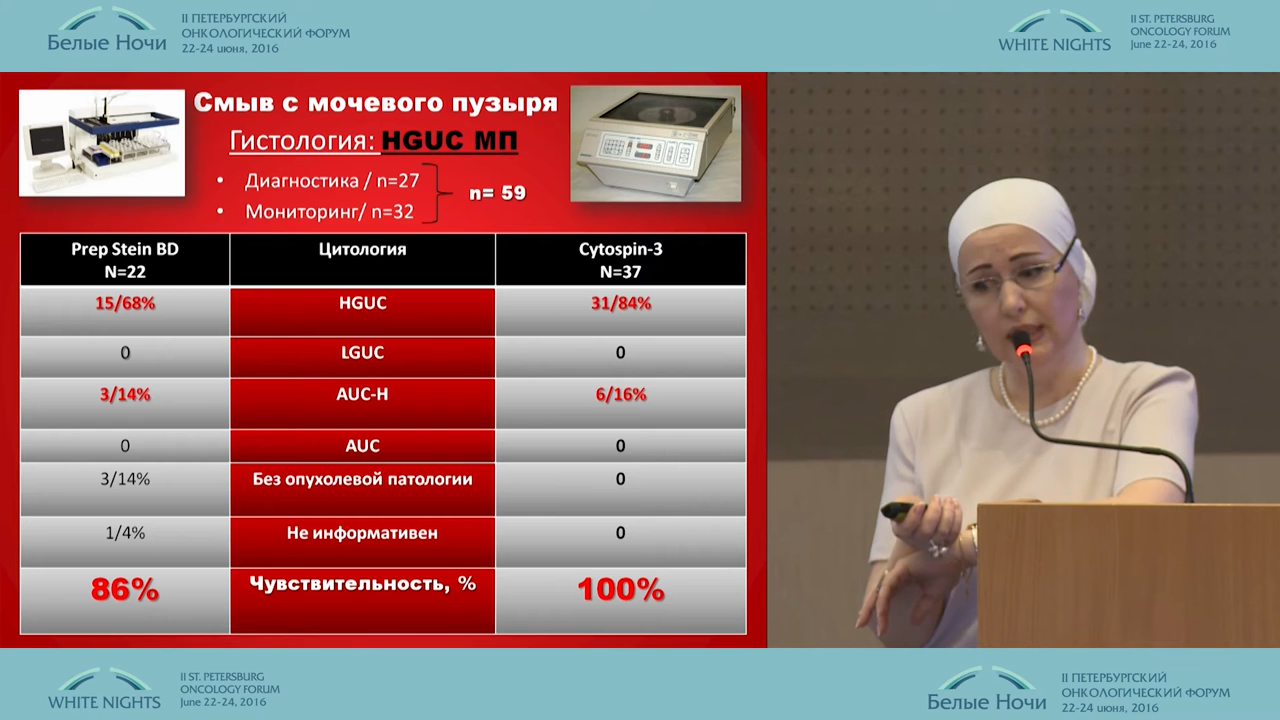 Белые Ночи
II ПЕТЕРБУРГСКИЙ
ОНКОЛОГИЧЕСКИЙ ФОРУМ
22-24 июня, 2016
WHITE NIGHTS
II ST. PETERSBURG
ONCOLOGY FORUM
June 22-24, 2016
Смыв с мочевого пузыря
Гистология: HGUC МП
• Диагностика / n=27
• Мониторинг/ n=32
n= 59
Prep Stein BD
N=22
Цитология
Cytospin-3
N=37
15/68%
HGUC
31/84%
0
LGUC
0
3/14%
AUC-H
6/16%
0
AUC
0
3/14%
Без опухолевой патологии
0
1/4%
Не информативен
0
86%
Чувствительность, %
100%
WHITE NIGHTS
II ST. PETERSBURG
ONCOLOGY FORUM
June 22-24, 2016
Белые Ночи
II ПЕТЕРБУРГСКИЙ
ОНКОЛОГИЧЕСКИЙ ФОРУМ
22-24 июня, 2016